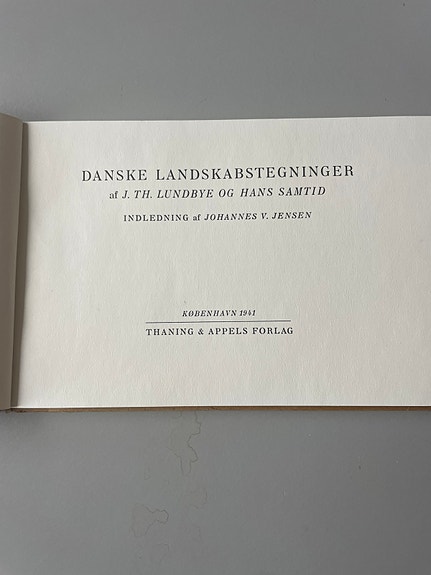 DANSKE LANDSKABSTEGNINGER
af J. TH. LUNDBYE OG HANS SAMTID
INDLEDNING af JOHANNES V. JENSEN
KØBENHAVN 1941
THANING & APPELS FORLAG